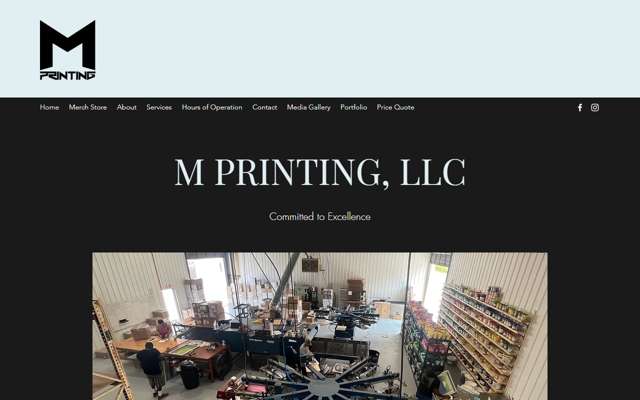 M
PRINTING
Home Merch Store About Services Hours of Operation Contact Media Gallery Portfolio Price Quote
M PRINTING, LLC
Committed to Excellence